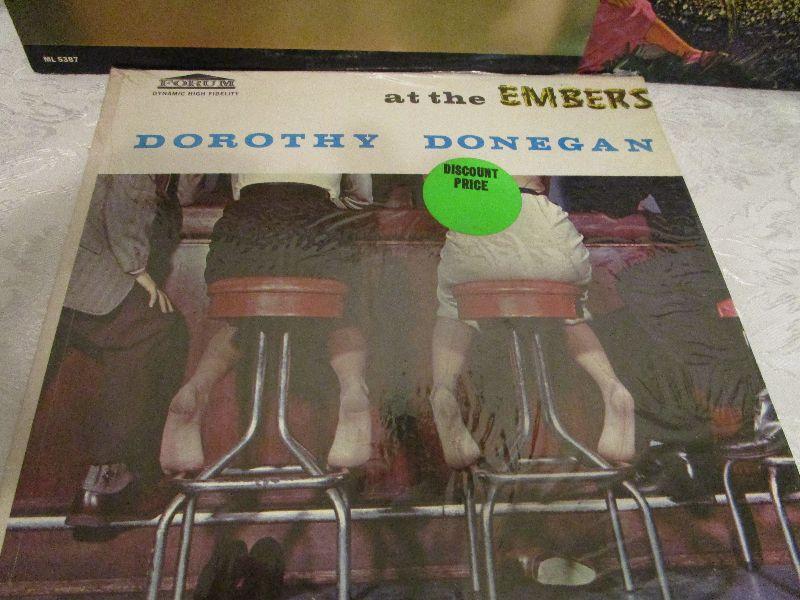 ML 5387
FORUM
DYNAMIC HIGH FIDELITY
at the EMBERS
DOROTHY DONEGAN
DISCOUNT
PRICE